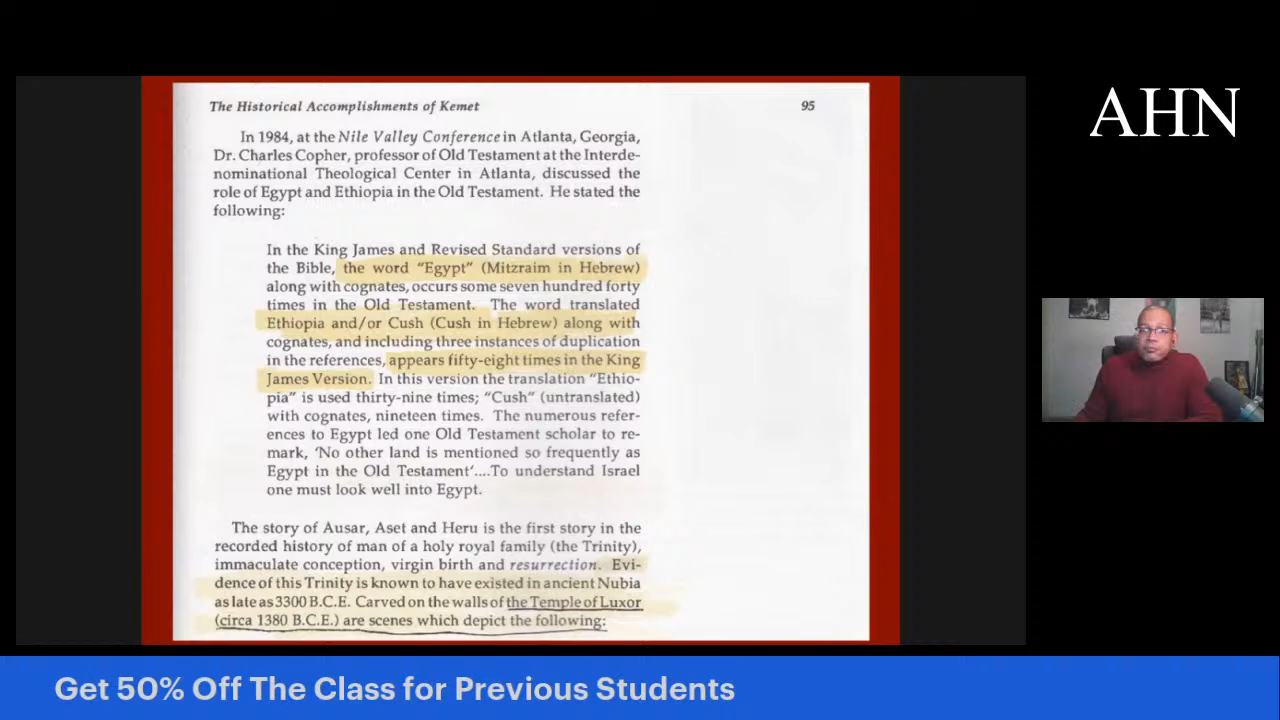 The Historical Accomplishments of Kemet 95
In 1984, at the Nile Valley Conference in Atlanta, Georgia,
Dr. Charles Copher, professor of Old Testament at the Interde-
nominational Theological Center in Atlanta, discussed the
role of Egypt and Ethiopia in the Old Testament. He stated the
following:
In the King James and Revised Standard versions of
the Bible, the word "Egypt" (Mitzraim in Hebrew)
along with cognates, occurs some seven hundred forty
times in the Old Testament. The word translated
Ethiopia and/or Cush (Cush in Hebrew) along with
cognates, and including three instances of duplication
in the references, appears fifty-eight times in the King
James Version. In this version the translation "Ethio-
pia" is used thirty-nine times; "Cush" (untranslated)
with cognates, nineteen times. The numerous refer-
ences to Egypt led one Old Testament scholar to re-
mark, 'No other land is mentioned so frequently as
Egypt in the Old Testament'....To understand Israel
one must look well into Egypt.
The story of Ausar, Aset and Heru is the first story in the
recorded history of man of a holy royal family (the Trinity),
immaculate conception, virgin birth and resurrection. Evi-
dence of this Trinity is known to have existed in ancient Nubia
as late as 3300 B.C.E. Carved on the walls of the Temple of Luxor
(circa 1380 B.C.E.) are scenes which depict the following:
AHN
Get 50% Off The Class for Previous Students